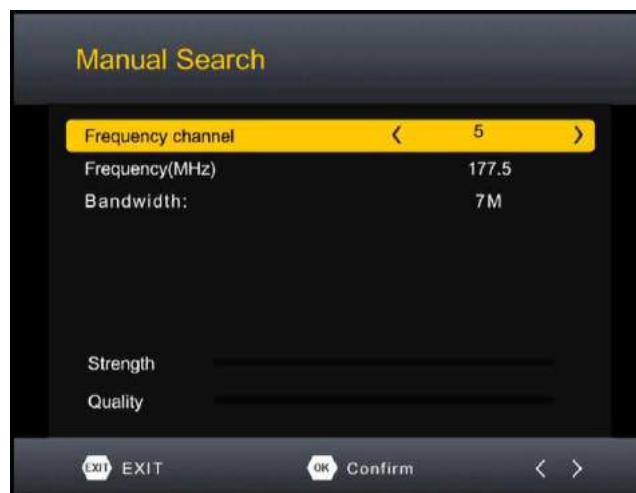 Manual Search
Frequency channel < 5 >
Frequency(MHz) 177.5
Bandwidth: 7M
Strength
Quality
EXIT EXIT OK Confirm < >